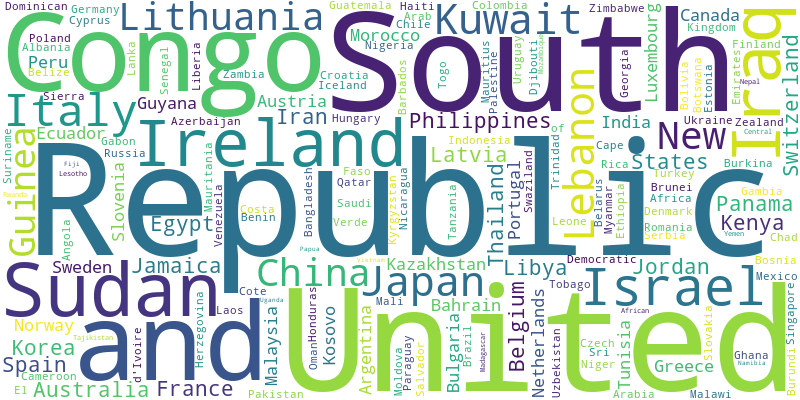 Dominican
Germany
Cyprus
Lithuania
Guatemala
Haiti
Arab
Chile
Colombia
Zimbabwe
Canada
Kingdom
Congo
South
Kuwait
Poland
Albania
Peru
Belize
Lanka
Senegal
Liberia
Zambia
Croatia
Iceland
Morocco
Nigeria
Barbados
Togo
Mauritius
Palestine
Uruguay
Djibouti
Mozambique
Georgia
Luxembourg
Bolivia
Botswana
Estonia
Emirates
Finland
Iraq
Nepal
Sierra
Guyana
Austria
Italy
Azerbaijan
Iran
Hungary
Philippines
India
New
Ukraine
Zealand
Central
Switzerland
Ecuador
Gabon
Russia
Ireland
Indonesia
of
Trinidad
Lebanon
Cape
Rica
States
Burkina
Suriname
Guinea
Fiji
Lesotho
Republic
Latvia
Turkey
Slovenia
Mauritania
Venezuela
Costa
Benin
Bangladesh
Faso
Qatar
Saudi
Verde
Kyrgyzstan
Nicaragua
Tanzania
Thailand
Portugal
Swaziland
Leone
Belarus
Myanmar
Ethiopia
Brunei
Africa
Denmark
Romania
Serbia
Gambia
Panama
Kenya
Chad
Yemen
Rwanda
Angola
Egypt
Papua
Sweden
Jamaica
China
Kazakhstan
Libya
Democratic
Jordan
Bosnia
Mexico
Sudan
Laos
Cote
Uganda
Japan
Mali
Bahrain
Tobago
Israel
Singapore
Norway
Korea
Spain
Tajikistan
and
d'Ivoire
Herzegovina
Malaysia
United
Oman
Honduras
Kosovo
Argentina
Moldova
Paraguay
Salvador
Bulgaria
Brazil
Madagascar
Belgium
Netherlands
Uzbekistan
Czech
Sri
Niger
African
Tunisia
Greece
Slovakia
Ghana
Namibia
Burundi
Cameroon
El
Australia
France
Pakistan
Arabia
Malawi